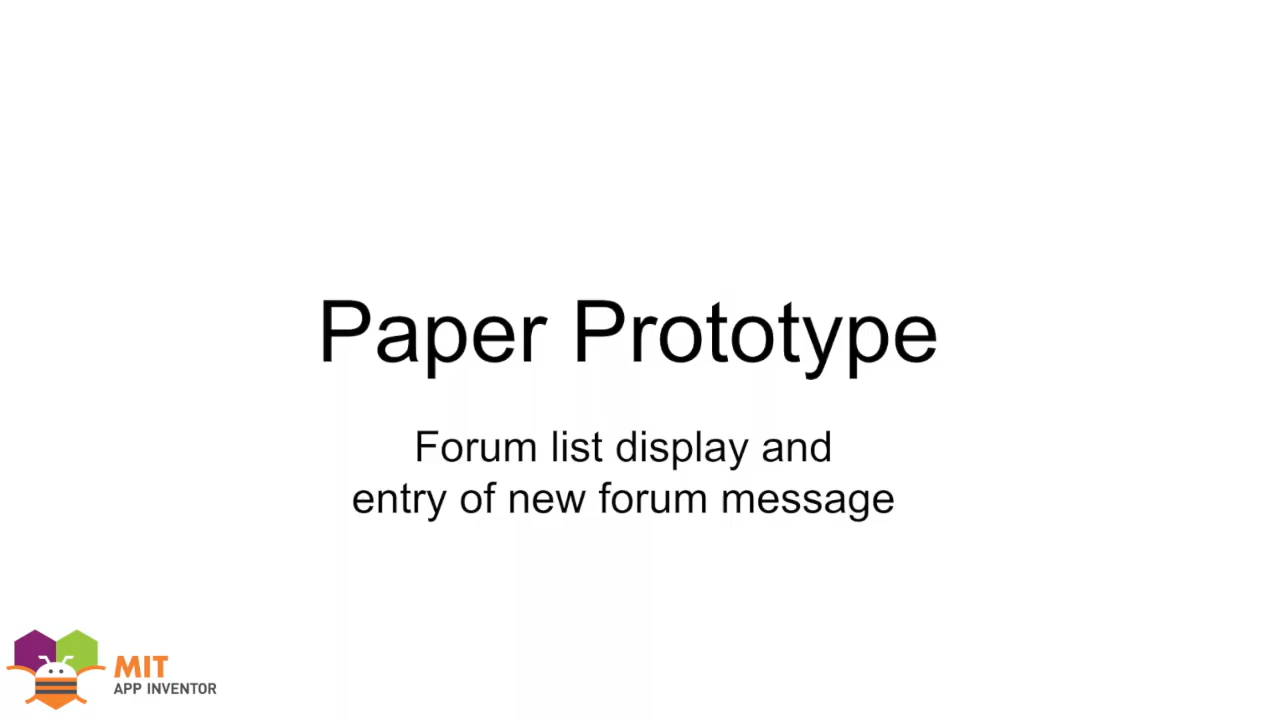 Paper Prototype
Forum list display and
entry of new forum message
MIT
APP INVENTOR